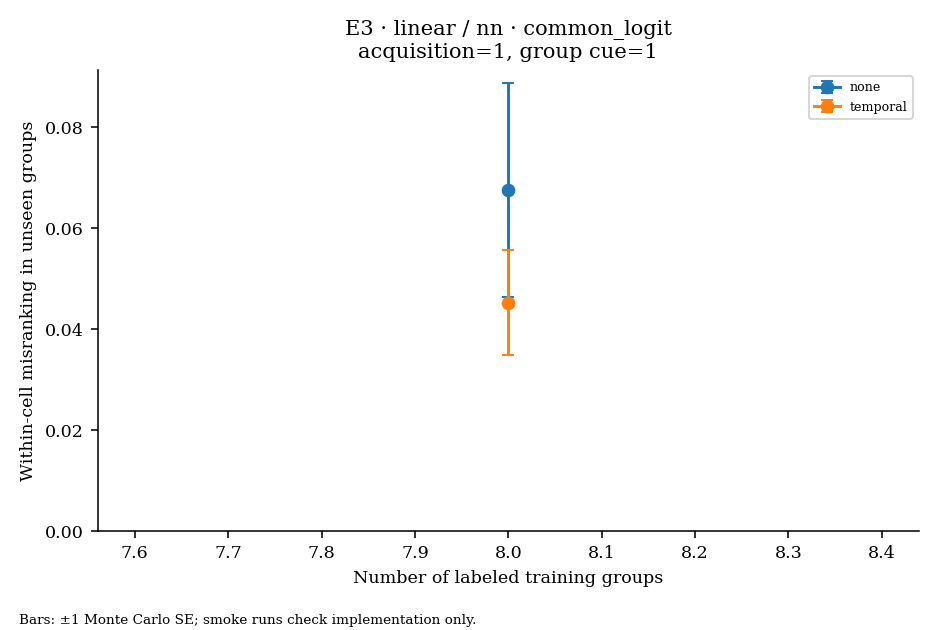 E3 · linear / nn · common_logit
acquisition=1, group cue=1
none
temporal
Within-cell misranking in unseen groups
0.08
0.06
0.04
0.02
0.00
7.6 7.7 7.8 7.9 8.0 8.1 8.2 8.3 8.4
Number of labeled training groups
Bars: ±1 Monte Carlo SE; smoke runs check implementation only.